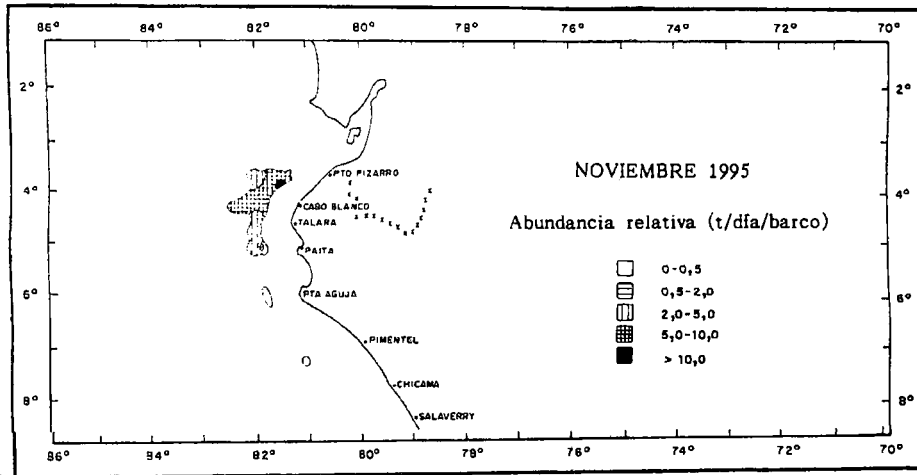 86° 84° 82° 80° 78° 76° 74° 72° 70°
2° 2°
NOVIEMBRE 1995
PTO PIZARRO
4° 4°
CABO BLANCO
Abundancia relativa (t/día/barco)
TALARA
PAITA
0-0,5
0,5-2,0
PTA AGUJA
6° 6°
2,0-5,0
5,0-10,0
PIMENTEL
> 10,0
CHICAMA
8° 8°
SALAVERRY
86° 84° 82° 80° 78° 76° 74° 72° 70°